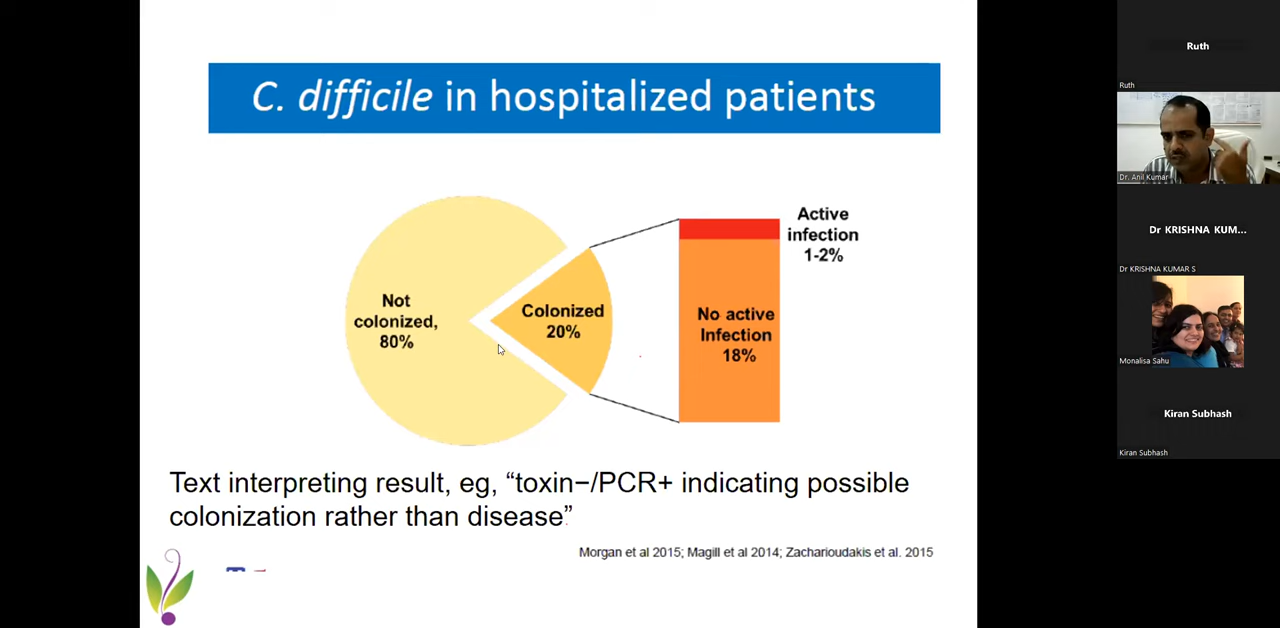 C. difficile in hospitalized patients
Not
colonized,
80%
Colonized
20%
Active
infection
1-2%
No active
Infection
18%
Text interpreting result, eg, “toxin−/PCR+ indicating possible
colonization rather than disease”
Morgan et al 2015; Magill et al 2014; Zacharioudakis et al. 2015
Ruth
Ruth
Dr. Anil Kumar
Dr KRISHNA KUM...
Dr KRISHNA KUMAR S
Monalisa Sahu
Kiran Subhash
Kiran Subhash